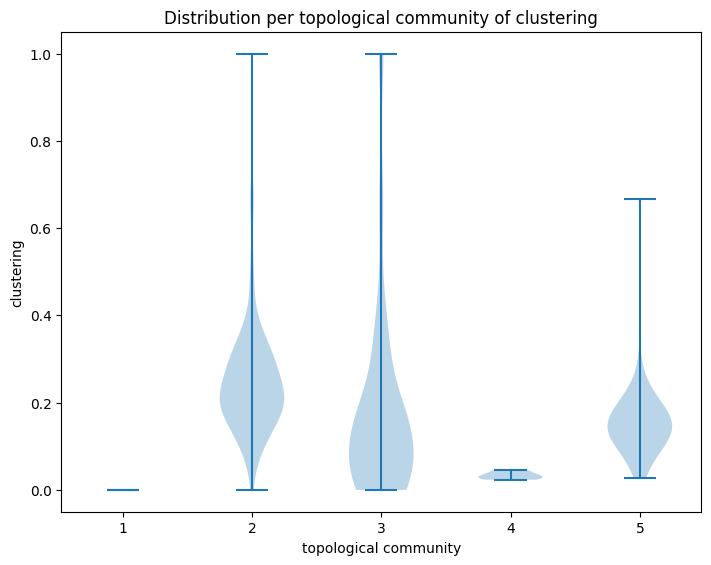 Distribution per topological community of clustering
clustering
1.0
0.8
0.6
0.4
0.2
0.0
1 2 3 4 5
topological community